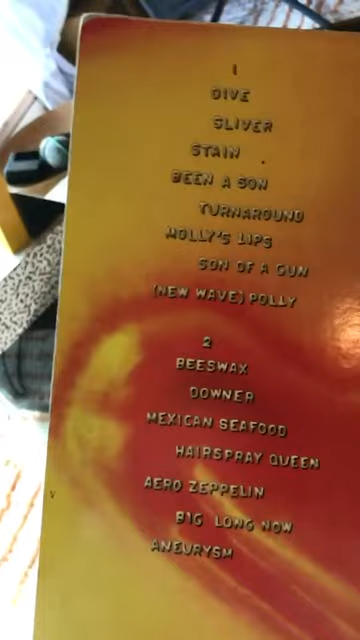 1
DIVE
SLIVER
STAIN
BEEN A SON
TURNAROUND
MOLLY'S LIPS
SON OF A GUN
(NEW WAVE) POLLY
2
BEESWAX
DOWNER
MEXICAN SEAFOOD
HAIRSPRAY QUEEN
AERO ZEPPELIN
BIG LONG NOW
ANEURYSM